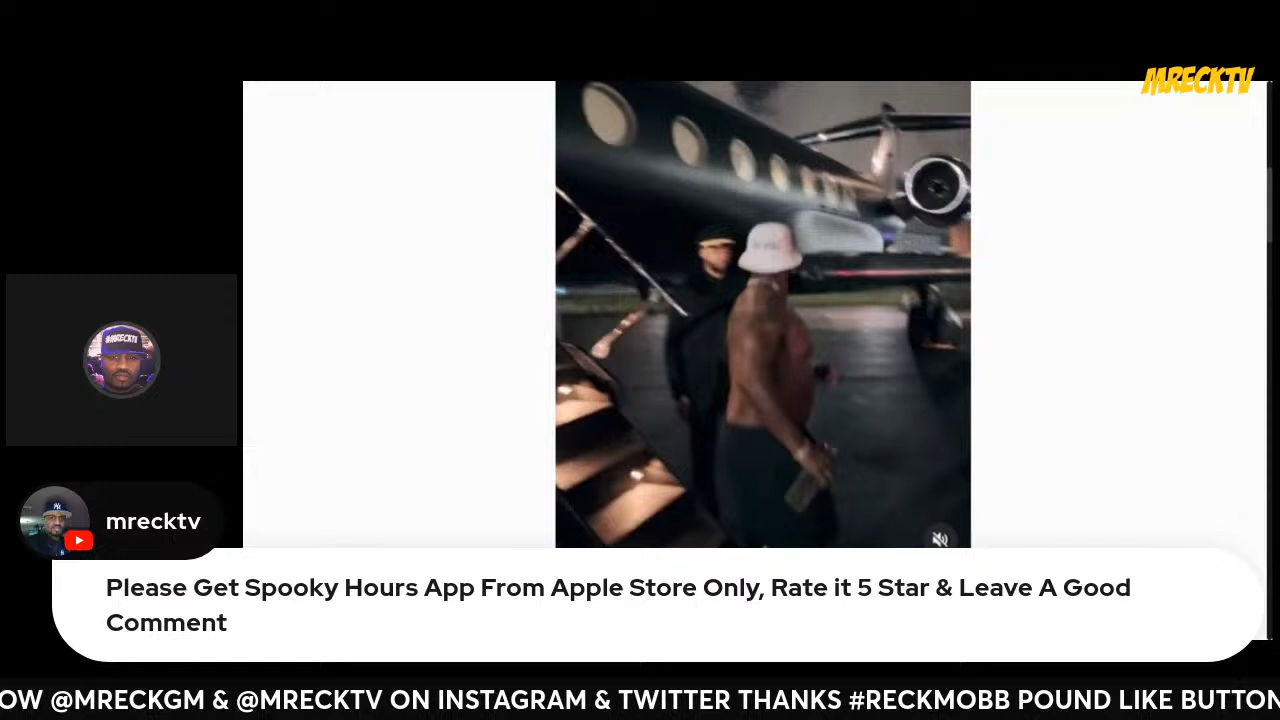 MRECKTV
#MRECKTV
mrecktv
Please Get Spooky Hours App From Apple Store Only, Rate it 5 Star & Leave A Good
Comment
OW @MRECKGM & @MRECKTV ON INSTAGRAM & TWITTER THANKS #RECKMOBB POUND LIKE BUTTON